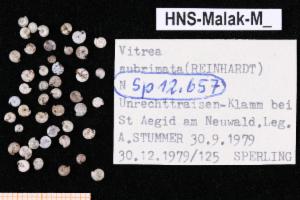 HNS-Malak-M_
Vitrea
subrimata(REINHARDT)
N Sp 12.657
Unrechttraisen-Klamm bei
St Aegid am Neuwald,Leg.
A.STUMMER 30.9.1979
30.12.1979/125 SPERLING